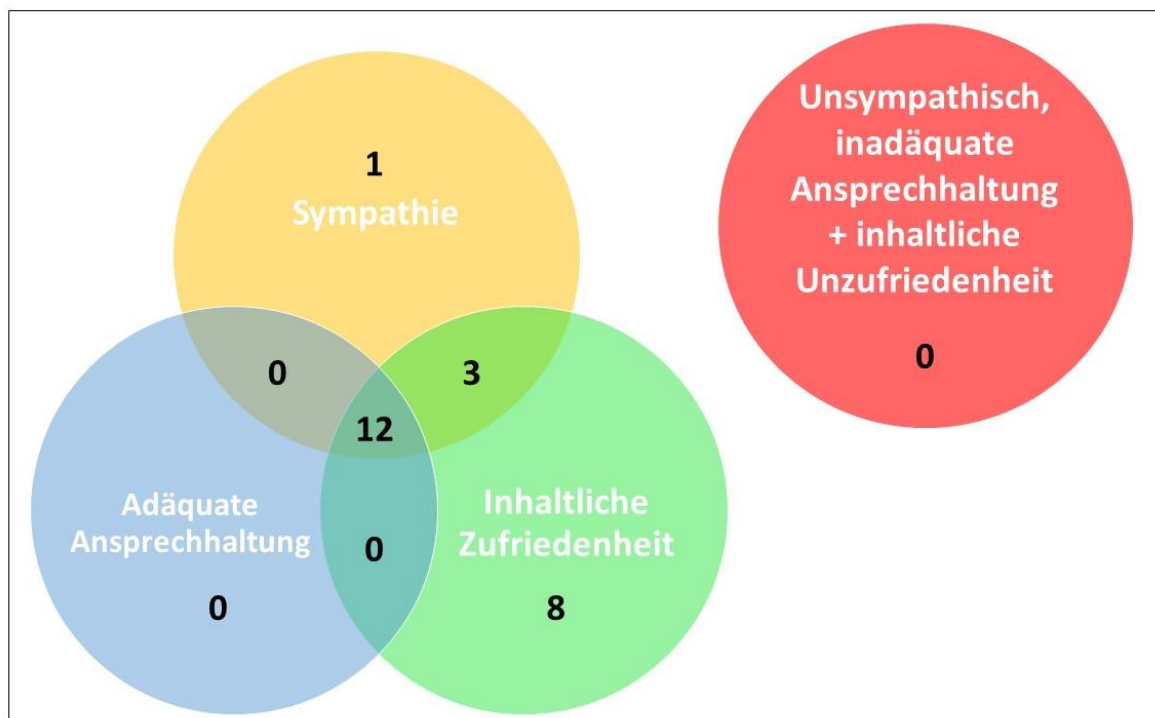 1
Sympathie
0
3
12
Adäquate
Ansprechhaltung
0
0
Inhaltliche
Zufriedenheit
8
Unsympathisch,
inadäquate
Ansprechhaltung
+ inhaltliche
Unzufriedenheit
0